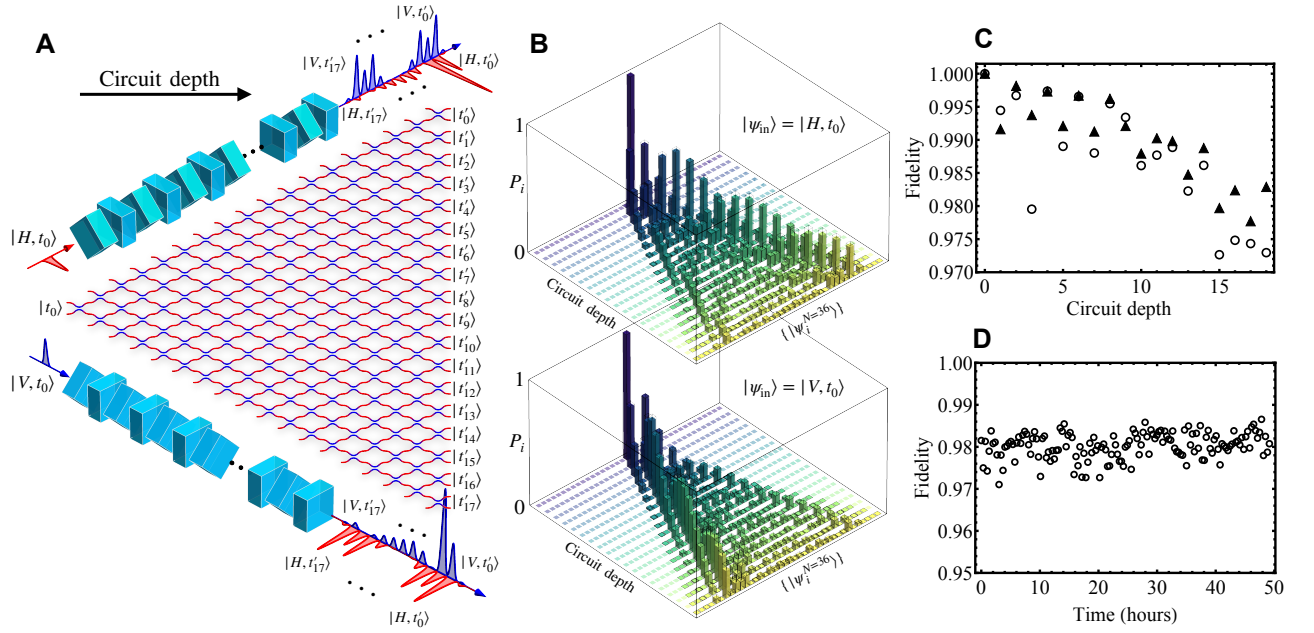 A
Circuit depth
|V, t′₀⟩
|V, t′₁₇⟩
|H, t′₀⟩
|H, t′₁₇⟩
|H, t₀⟩
|t₀⟩
|V, t₀⟩
|t′₀⟩
|t′₁⟩
|t′₂⟩
|t′₃⟩
|t′₄⟩
|t′₅⟩
|t′₆⟩
|t′₇⟩
|t′₈⟩
|t′₉⟩
|t′₁₀⟩
|t′₁₁⟩
|t′₁₂⟩
|t′₁₃⟩
|t′₁₄⟩
|t′₁₅⟩
|t′₁₆⟩
|t′₁₇⟩
|V, t′₁₇⟩
|H, t′₁₇⟩
|V, t′₀⟩
|H, t′₀⟩
B
1
Pᵢ
0
|ψᵢₙ⟩ = |H, t₀⟩
Circuit depth
{|ψᵢᴺ⁼³⁶⟩}
1
Pᵢ
0
|ψᵢₙ⟩ = |V, t₀⟩
Circuit depth
{|ψᵢᴺ⁼³⁶⟩}
C
1.000
0.995
0.990
0.985
0.980
0.975
0.970
Fidelity
0 5 10 15
Circuit depth
D
1.00
0.99
0.98
0.97
0.96
0.95
Fidelity
0 10 20 30 40 50
Time (hours)